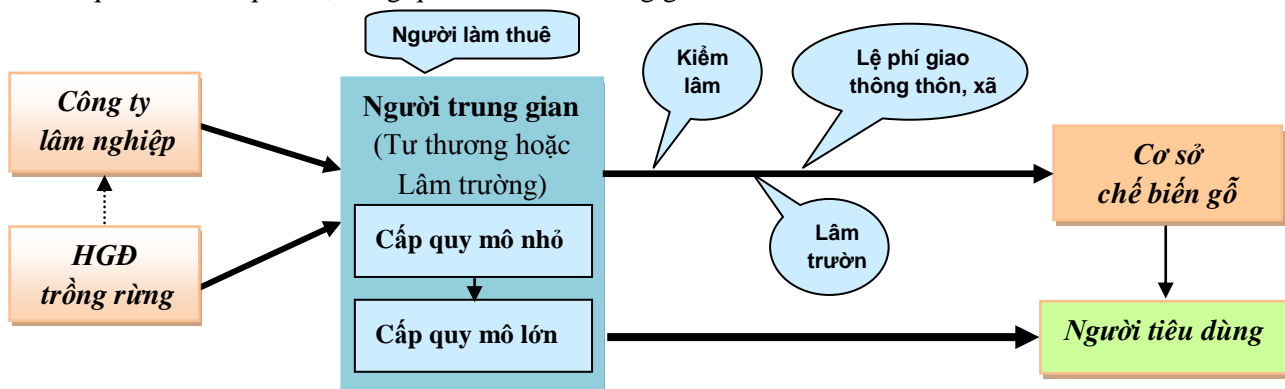 Người làm thuê
Công ty
lâm nghiệp
HGĐ
trồng rừng
Người trung gian
(Tư thương hoặc
Lâm trường)
Cấp quy mô nhỏ
Cấp quy mô lớn
Kiểm
lâm
Lệ phí giao
thông thôn, xã
Lâm
trườn
Cơ sở
chế biến gỗ
Người tiêu dùng